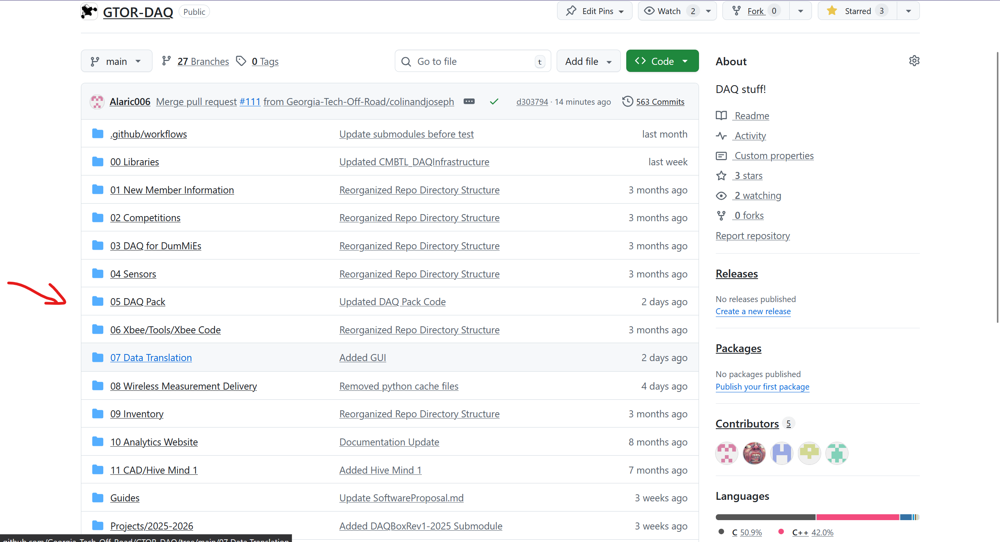 GTOR-DAQ Public Edit Pins Watch 2 Fork 0 Starred 3
main 27 Branches 0 Tags Go to file t Add file Code
Alaric006 Merge pull request #111 from Georgia-Tech-Off-Road/colinandjoseph d303794 · 14 minutes ago 563 Commits
.github/workflows Update submodules before test last month
00 Libraries Updated CMBTL_DAQInfrastructure last week
01 New Member Information Reorganized Repo Directory Structure 3 months ago
02 Competitions Reorganized Repo Directory Structure 3 months ago
03 DAQ for DumMiEs Reorganized Repo Directory Structure 3 months ago
04 Sensors Reorganized Repo Directory Structure 3 months ago
05 DAQ Pack Updated DAQ Pack Code 2 days ago
06 Xbee/Tools/Xbee Code Reorganized Repo Directory Structure 3 months ago
07 Data Translation Added GUI 2 days ago
08 Wireless Measurement Delivery Removed python cache files 4 days ago
09 Inventory Reorganized Repo Directory Structure 3 months ago
10 Analytics Website Documentation Update 8 months ago
11 CAD/Hive Mind 1 Added Hive Mind 1 7 months ago
Guides Update SoftwareProposal.md 3 weeks ago
Projects/2025-2026 Added DAQBoxRev1-2025 Submodule 3 weeks ago
github.com/Georgia-Tech-Off-Road/GTOR-DAQ/tree/main/07 Data Translation
About
DAQ stuff!
Readme
Activity
Custom properties
3 stars
2 watching
0 forks
Report repository
Releases
No releases published
Create a new release
Packages
No packages published
Publish your first package
Contributors 5
Languages
C 50.9% C++ 42.0%